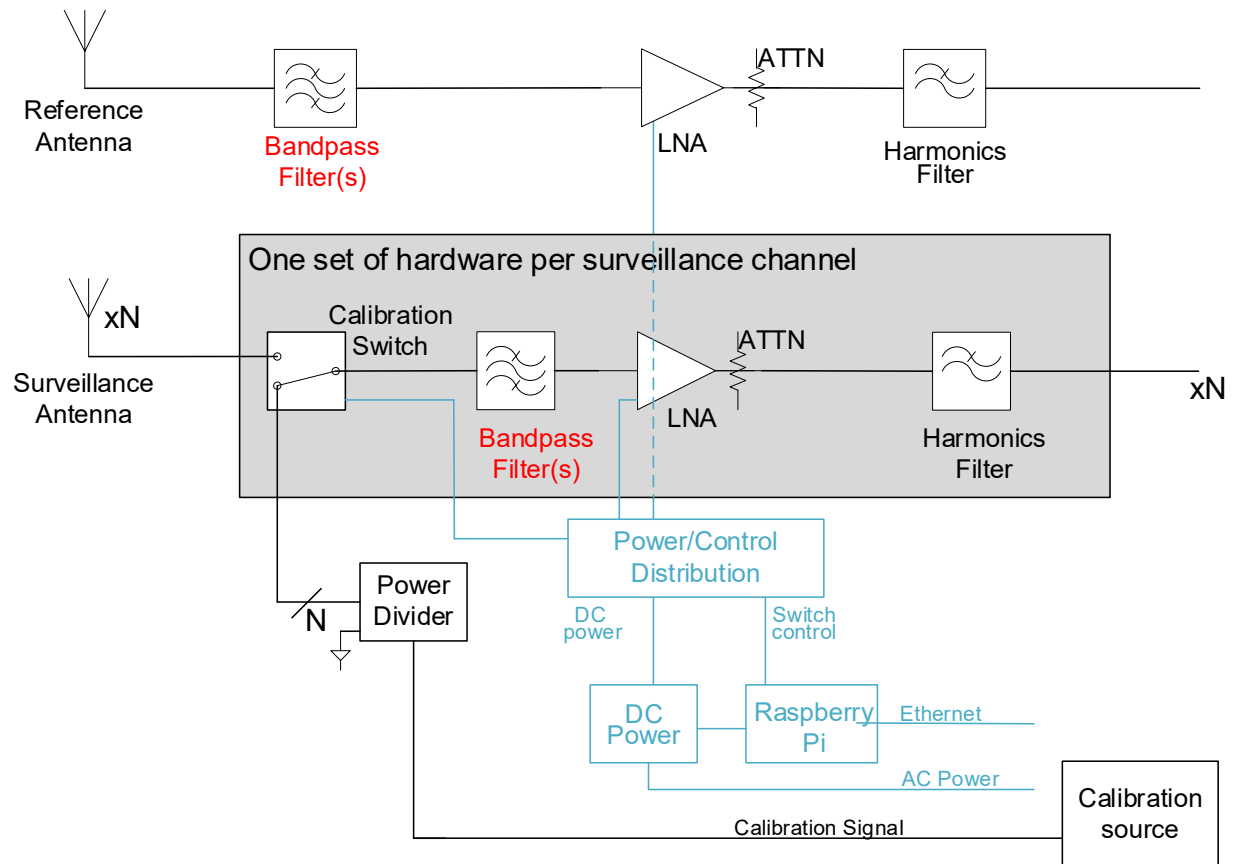 ATTN
Reference
Antenna
Bandpass
Filter(s)
LNA
Harmonics
Filter
One set of hardware per surveillance channel
xN
Calibration
Switch
ATTN
Surveillance
Antenna
xN
LNA
Bandpass
Filter(s)
Harmonics
Filter
Power/Control
Distribution
Power
Divider
N
DC
power
Switch
control
DC
Power
Raspberry
Pi
Ethernet
AC Power
Calibration
source
Calibration Signal